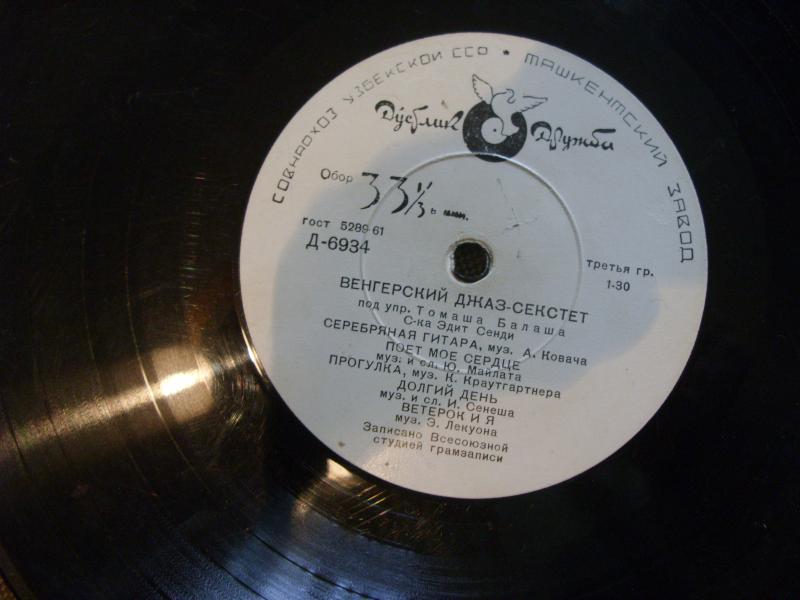 СОВНАРХОЗ УЗБЕКСКОЙ ССР • ТАШКЕНТСКИЙ ЗАВОД
Дўстлик Дружба
Обор 33⅓ в мин.
ГОСТ 5289-61
Д-6934
третья гр.
1-30
ВЕНГЕРСКИЙ ДЖАЗ-СЕКСТЕТ
под упр. Томаша Балаша
С-ка Эдит Сенди
СЕРЕБРЯНАЯ ГИТАРА, муз. А. Ковача
ПОЕТ МОЕ СЕРДЦЕ
муз. и сл. Ю. Майлата
ПРОГУЛКА, муз. К. Краутгартнера
ДОЛГИЙ ДЕНЬ
муз. и сл. И. Сенеша
ВЕТЕРОК И Я
муз. Э. Лекуона
Записано Всесоюзной
студией грамзаписи